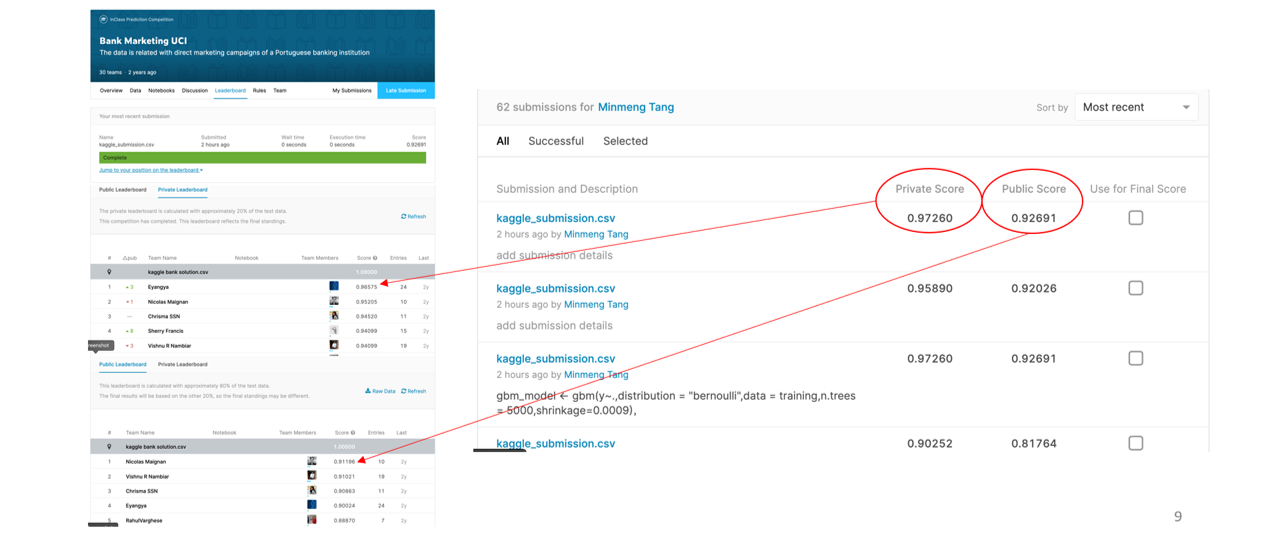 InClass Prediction Competition
Bank Marketing UCI
The data is related with direct marketing campaigns of a Portuguese banking institution
30 teams · 2 years ago
Overview Data Notebooks Discussion Leaderboard Rules Team My Submissions Late Submission
Your most recent submission
Name Submitted Wait time Execution time Score
kaggle_submission.csv 2 hours ago 0 seconds 0 seconds 0.92691
Complete
Jump to your position on the leaderboard
Public Leaderboard Private Leaderboard
The private leaderboard is calculated with approximately 20% of the test data.
This competition has completed. This leaderboard reflects the final standings.
Refresh
# △pub Team Name Notebook Team Members Score Entries Last
kaggle bank solution.csv 1.00000
1 3 Eyangya 0.96575 24 2y
2 1 Nicolas Maignan 0.95205 10 2y
3 — Chrisma SSN 0.94520 11 2y
4 8 Sherry Francis 0.94099 15 2y
5 3 Vishnu R Nambiar 0.94099 19 2y
reenshot
Public Leaderboard Private Leaderboard
This leaderboard is calculated with approximately 80% of the test data.
The final results will be based on the other 20%, so the final standings may be different.
Raw Data Refresh
# Team Name Notebook Team Members Score Entries Last
kaggle bank solution.csv 1.00000
1 Nicolas Maignan 0.91186 10 2y
2 Vishnu R Nambiar 0.91021 19 2y
3 Chrisma SSN 0.90863 11 2y
4 Eyangya 0.90024 24 2y
5 RahulVarghese 0.88870 7 2y
62 submissions for Minmeng Tang
Sort by Most recent
All Successful Selected
Submission and Description Private Score Public Score Use for Final Score
kaggle_submission.csv 0.97260 0.92691
2 hours ago by Minmeng Tang
add submission details
kaggle_submission.csv 0.95890 0.92026
2 hours ago by Minmeng Tang
add submission details
kaggle_submission.csv 0.97260 0.92691
2 hours ago by Minmeng Tang
gbm_model <- gbm(y~.,distribution = "bernoulli",data = training,n.trees
= 5000,shrinkage=0.0009),
kaggle_submission.csv 0.90252 0.81764
9